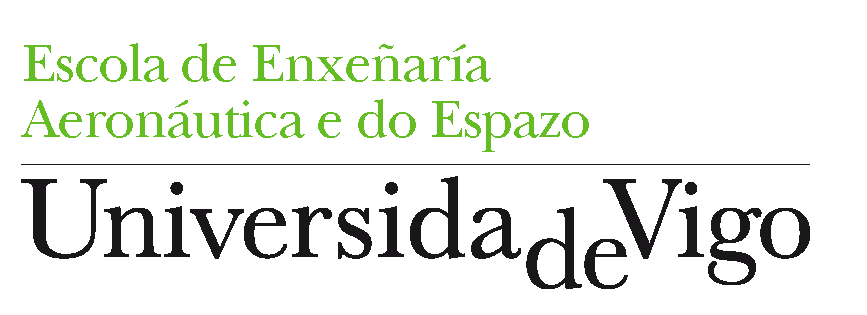 Escola de Enxeñaría
Aeronáutica e do Espazo
UniversidadeVigo